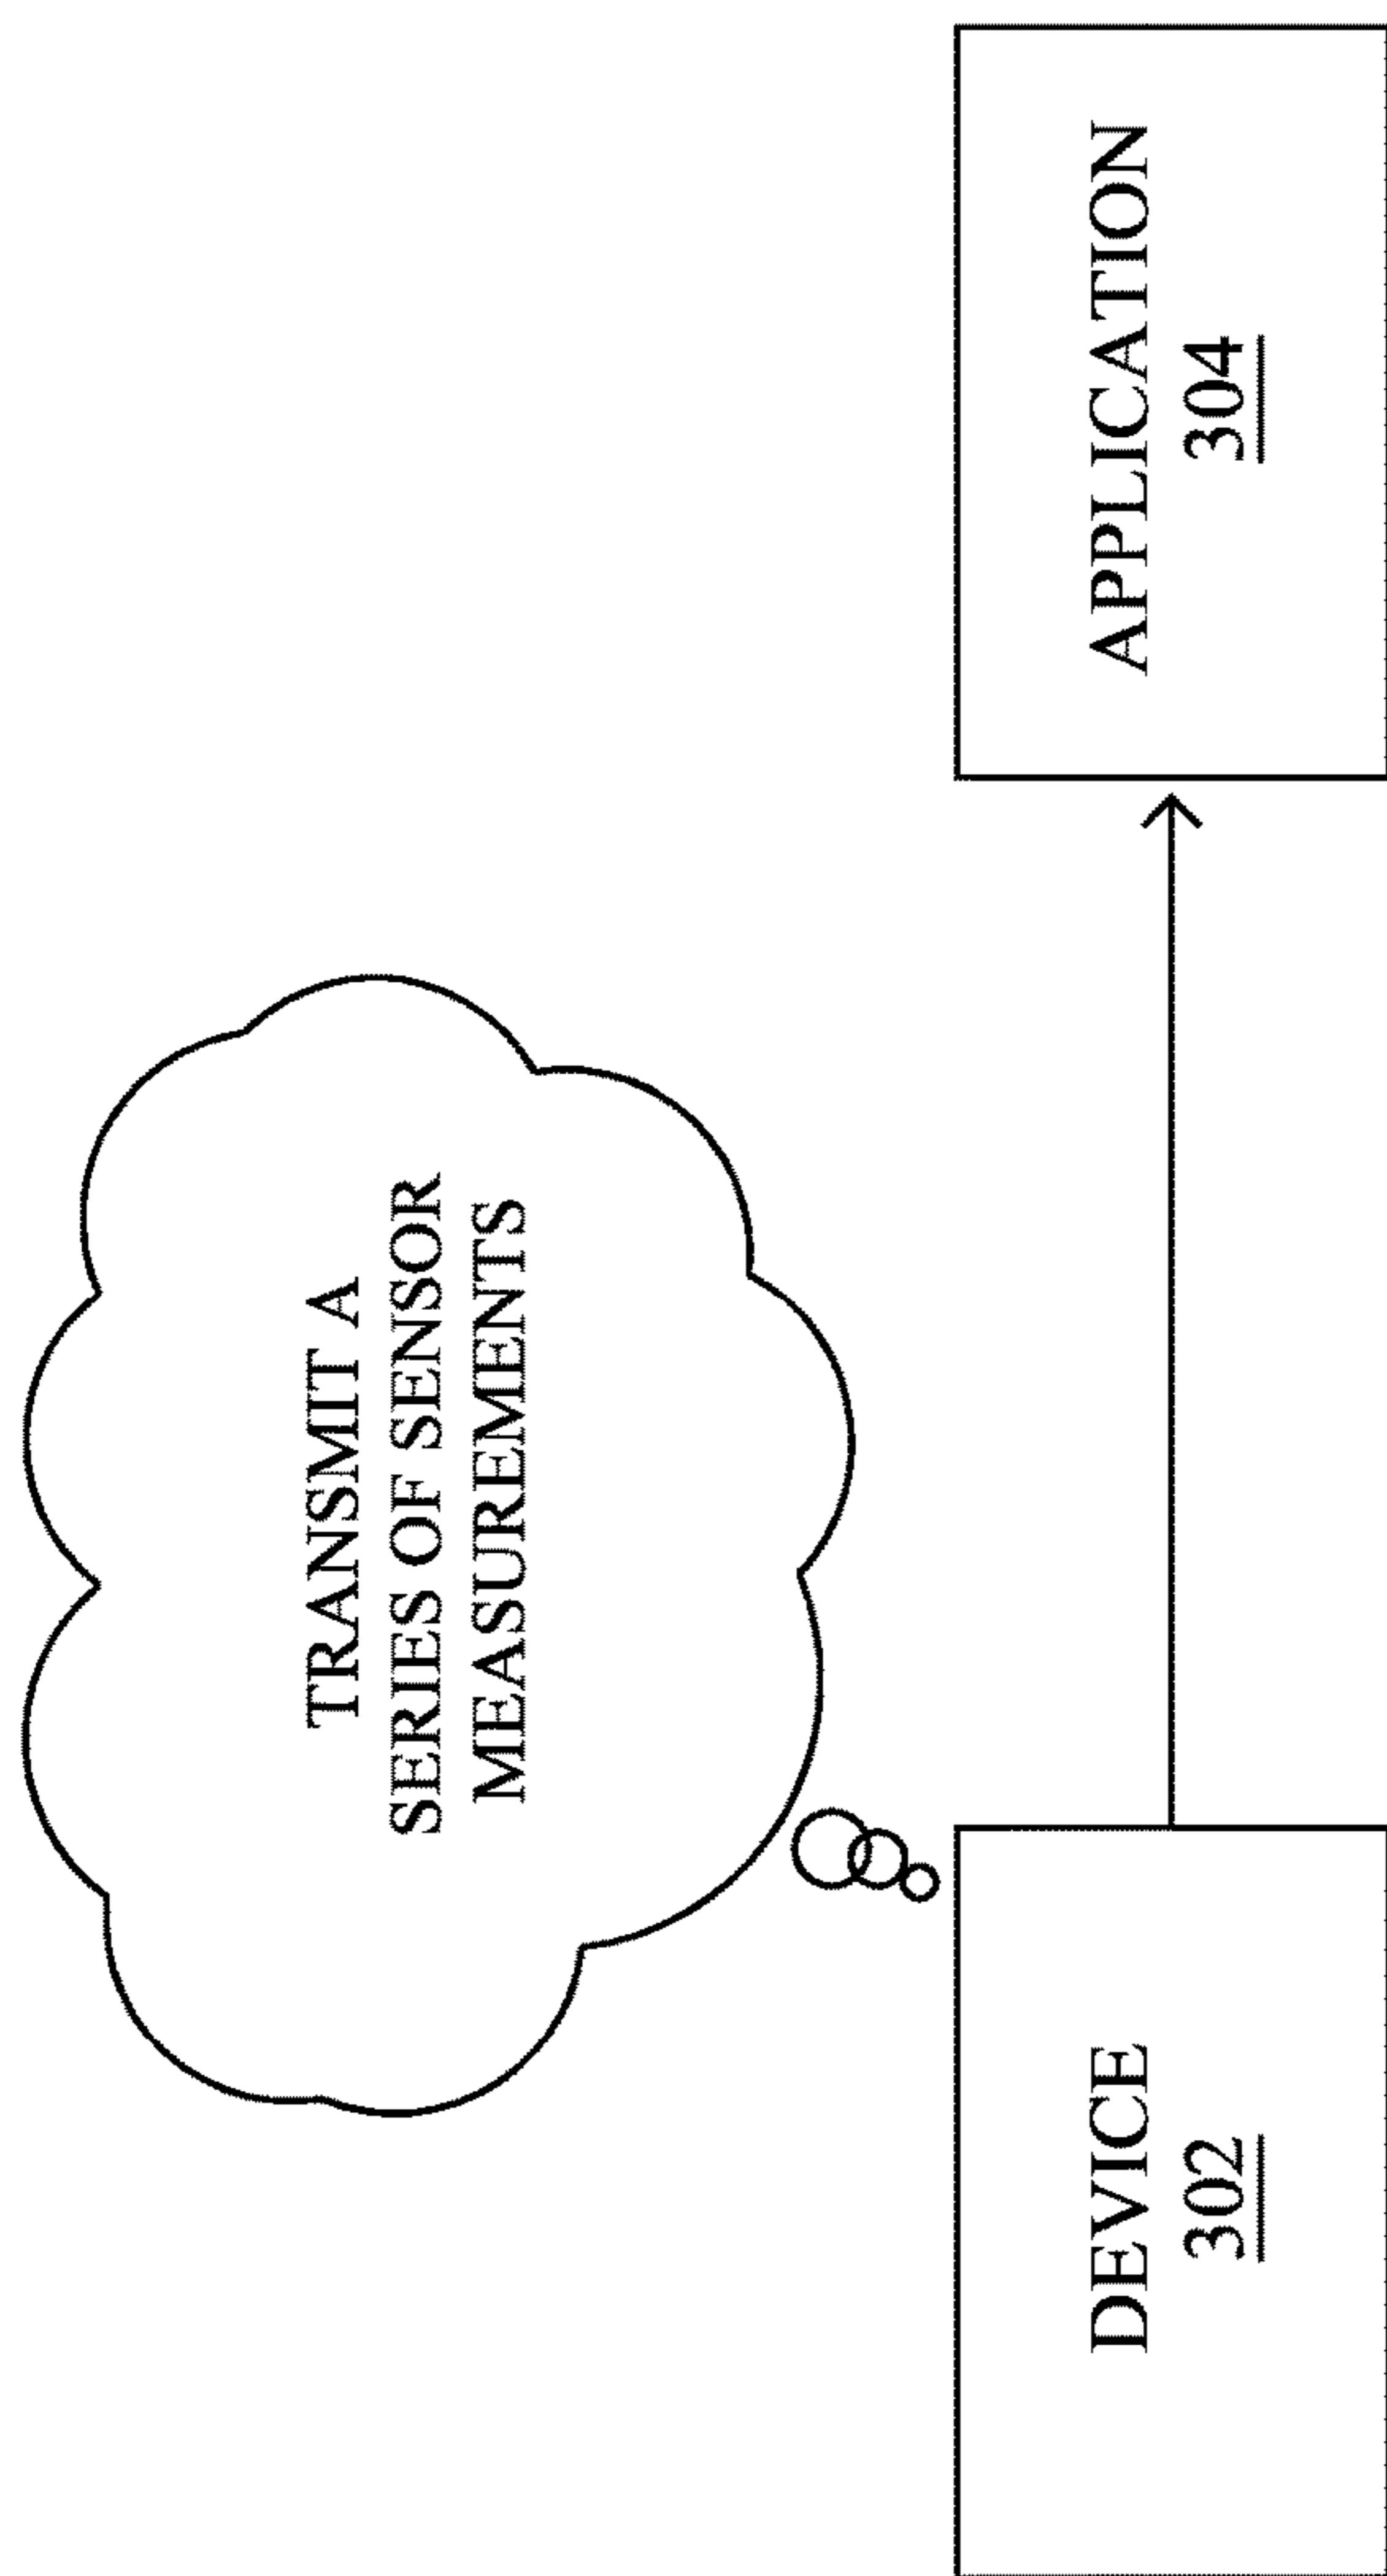 TRANSMIT A
SERIES OF SENSOR
MEASUREMENTS
DEVICE
302
APPLICATION
304